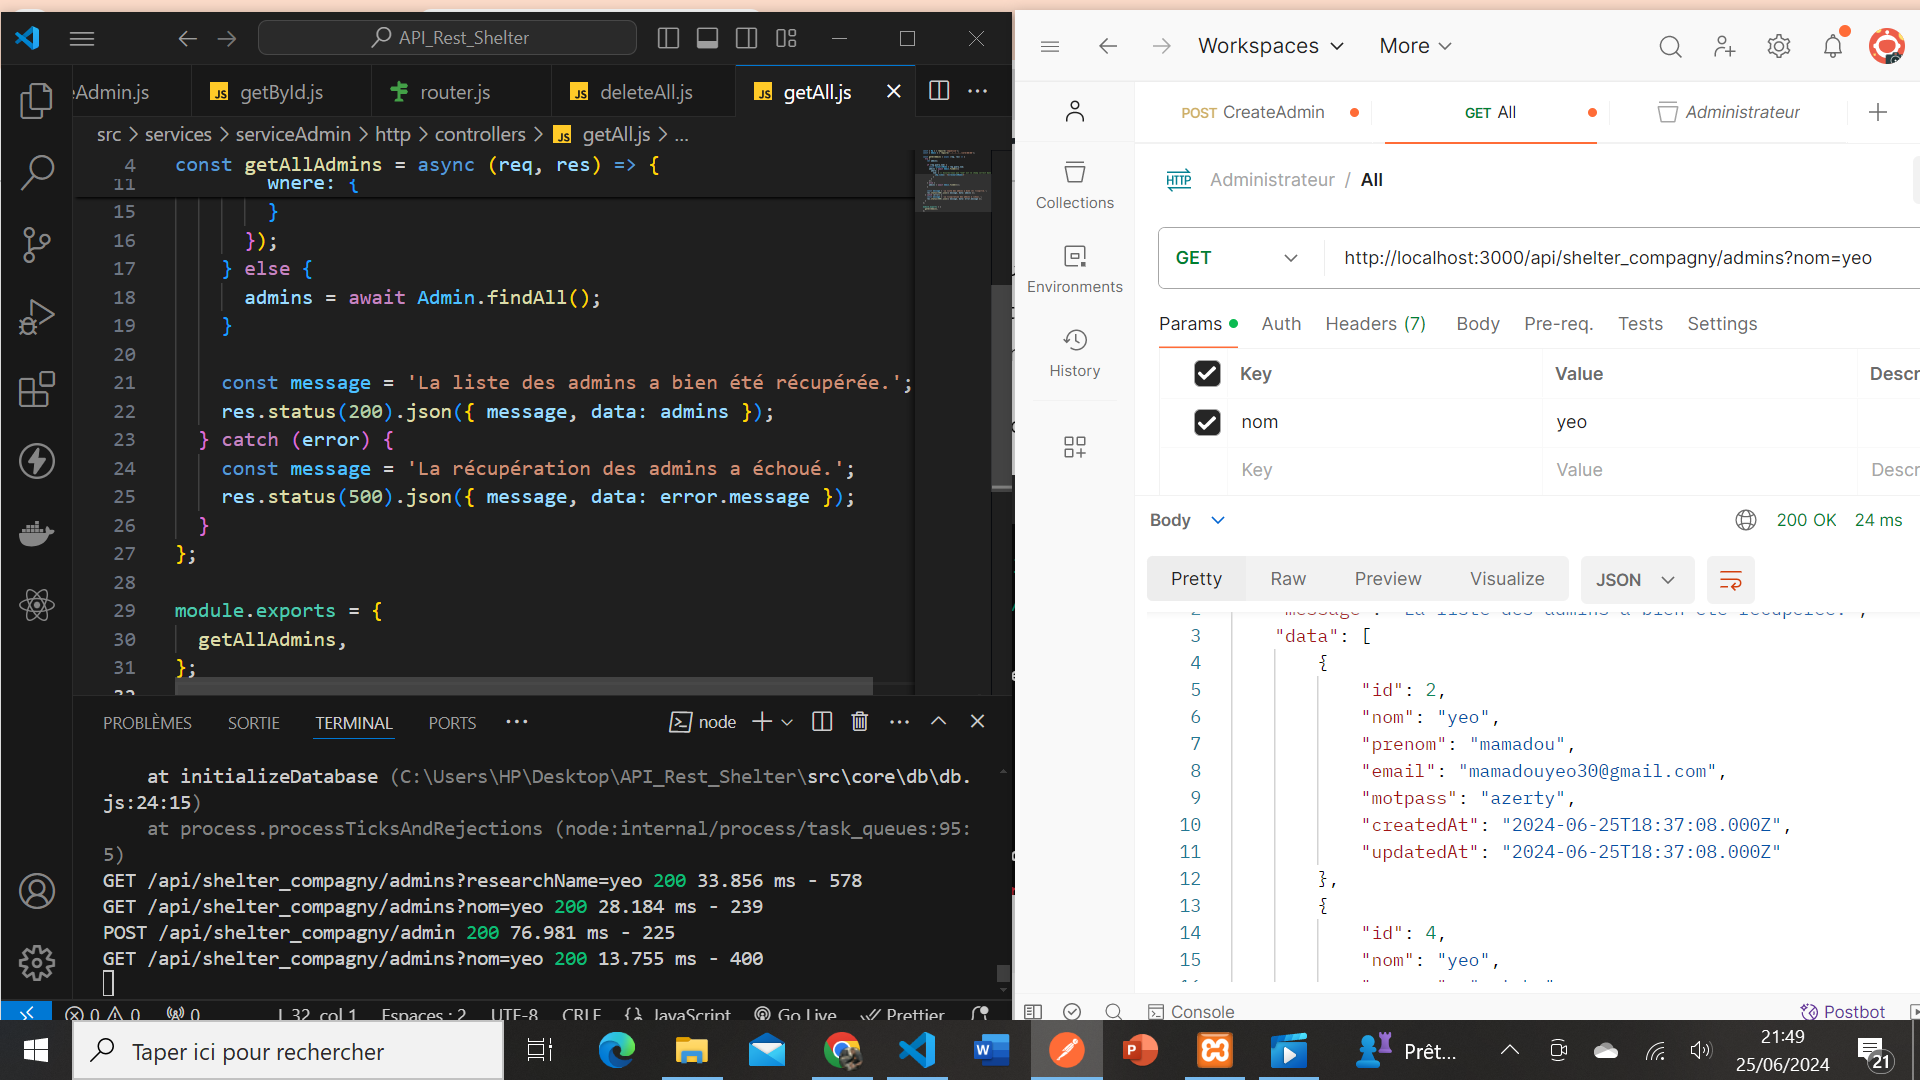 API_Rest_Shelter
eAdmin.js
getById.js
router.js
deleteAll.js
getAll.js
src > services > serviceAdmin > http > controllers > JS getAll.js > ...
4 const getAllAdmins = async (req, res) => {
11 where: {
15 }
16 });
17 } else {
18 admins = await Admin.findAll();
19 }
20
21 const message = 'La liste des admins a bien été récupérée.';
22 res.status(200).json({ message, data: admins });
23 } catch (error) {
24 const message = 'La récupération des admins a échoué.';
25 res.status(500).json({ message, data: error.message });
26 }
27 };
28
29 module.exports = {
30 getAllAdmins,
31 };
32
PROBLÈMES SORTIE TERMINAL PORTS ... node
at initializeDatabase (C:\Users\HP\Desktop\API_Rest_Shelter\src\core\db\db.
js:24:15)
at process.processTicksAndRejections (node:internal/process/task_queues:95:
5)
GET /api/shelter_compagny/admins?researchName=yeo 200 33.856 ms - 578
GET /api/shelter_compagny/admins?nom=yeo 200 28.184 ms - 239
POST /api/shelter_compagny/admin 200 76.981 ms - 225
GET /api/shelter_compagny/admins?nom=yeo 200 13.755 ms - 400
0 0 0 L 32, col 1 Espaces : 2 UTF-8 CRLF {} JavaScript Go Live Prettier
Workspaces More
POST CreateAdmin
GET All
Administrateur
HTTP Administrateur / All
GET http://localhost:3000/api/shelter_compagny/admins?nom=yeo
Params Auth Headers (7) Body Pre-req. Tests Settings
Key Value Descr
nom yeo
Key Value Descr
Collections
Environments
History
Body 200 OK 24 ms
Pretty Raw Preview Visualize JSON
2 "message": "La liste des admins a bien été récupérée.",
3 "data": [
4 {
5 "id": 2,
6 "nom": "yeo",
7 "prenom": "mamadou",
8 "email": "mamadouyeo30@gmail.com",
9 "motpass": "azerty",
10 "createdAt": "2024-06-25T18:37:08.000Z",
11 "updatedAt": "2024-06-25T18:37:08.000Z"
12 },
13 {
14 "id": 4,
15 "nom": "yeo",
Console Postbot
Taper ici pour rechercher
Prêt...
21:49
25/06/2024
21